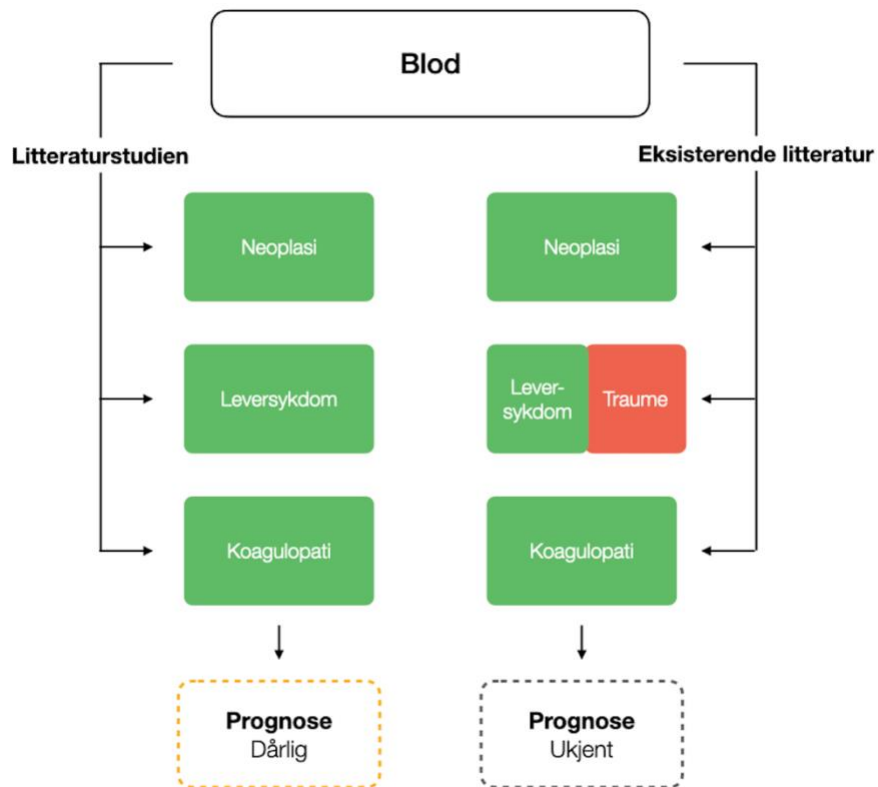 Blod
Litteraturstudien
Eksisterende litteratur
Neoplasi
Neoplasi
Leversykdom
Lever-
sykdom
Traume
Koagulopati
Koagulopati
Prognose
Dårlig
Prognose
Ukjent